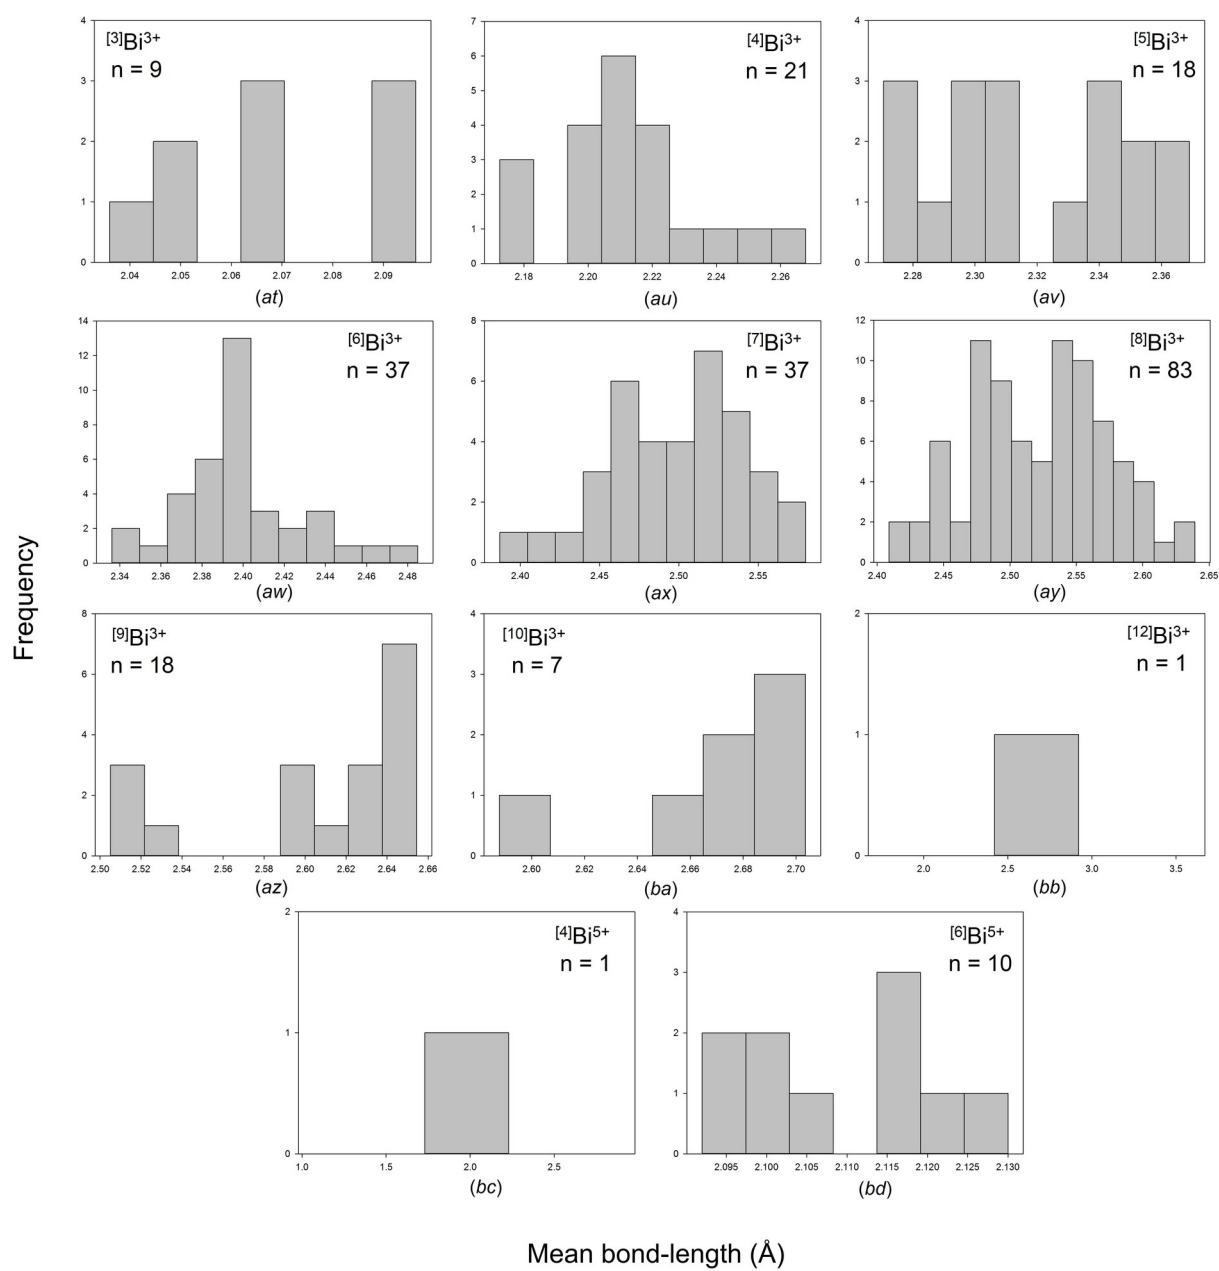 [3]Bi3+
n = 9
4
3
2
1
0
2.04 2.05 2.06 2.07 2.08 2.09
(at)
[4]Bi3+
n = 21
7
6
5
4
3
2
1
0
2.18 2.20 2.22 2.24 2.26
(au)
[5]Bi3+
n = 18
4
3
2
1
0
2.28 2.30 2.32 2.34 2.36
(av)
[6]Bi3+
n = 37
14
12
10
8
6
4
2
0
2.34 2.36 2.38 2.40 2.42 2.44 2.46 2.48
(aw)
[7]Bi3+
n = 37
8
6
4
2
0
2.40 2.45 2.50 2.55
(ax)
[8]Bi3+
n = 83
12
10
8
6
4
2
0
2.40 2.45 2.50 2.55 2.60 2.65
(ay)
Frequency
[9]Bi3+
n = 18
8
6
4
2
0
2.50 2.52 2.54 2.56 2.58 2.60 2.62 2.64 2.66
(az)
[10]Bi3+
n = 7
4
3
2
1
0
2.60 2.62 2.64 2.66 2.68 2.70
(ba)
[12]Bi3+
n = 1
2
1
0
2.0 2.5 3.0 3.5
(bb)
[4]Bi5+
n = 1
2
1
0
1.0 1.5 2.0 2.5
(bc)
[6]Bi5+
n = 10
4
3
2
1
0
2.095 2.100 2.105 2.110 2.115 2.120 2.125 2.130
(bd)
Mean bond-length (Å)